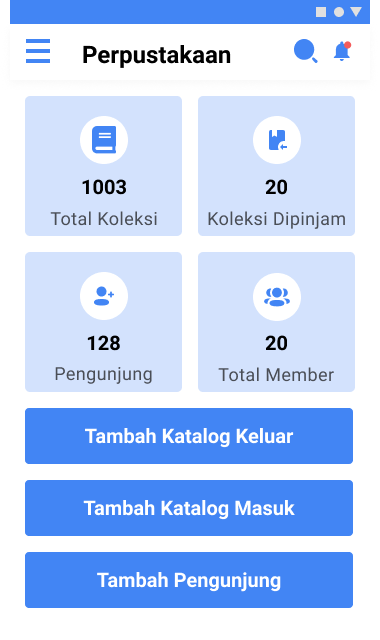 Perpustakaan
1003
Total Koleksi
20
Koleksi Dipinjam
128
Pengunjung
20
Total Member
Tambah Katalog Keluar
Tambah Katalog Masuk
Tambah Pengunjung